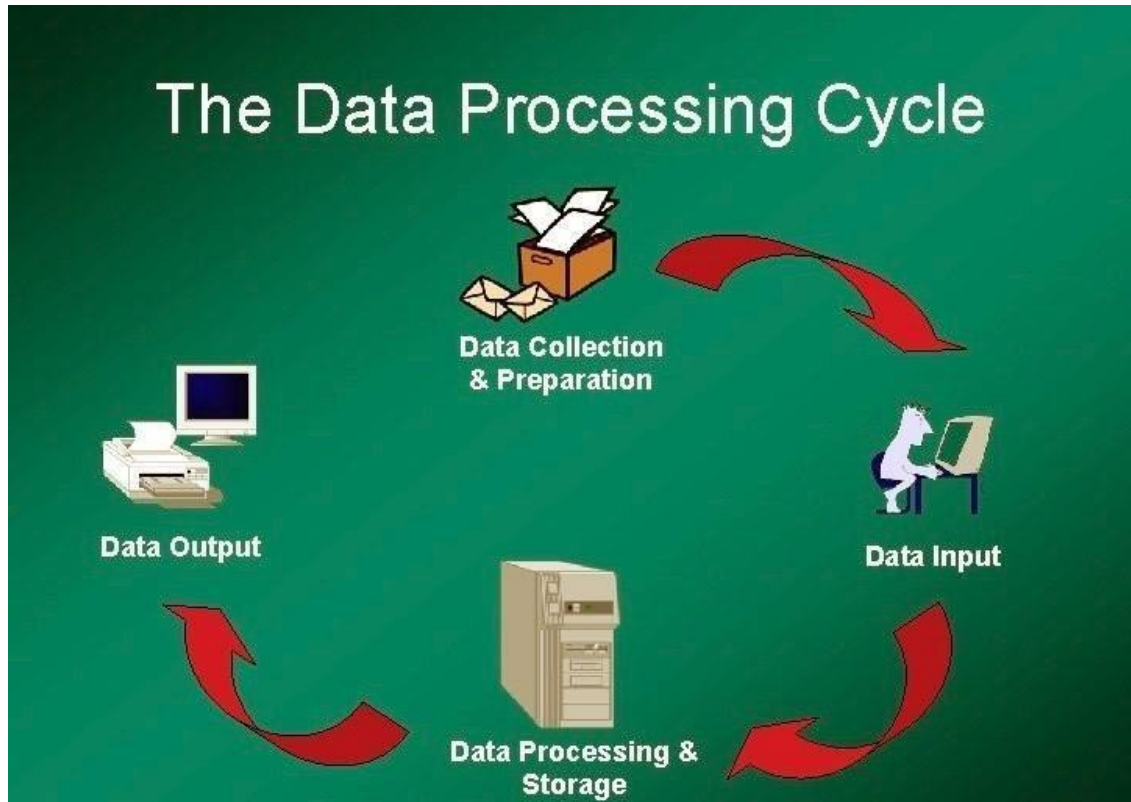 The Data Processing Cycle
Data Collection
& Preparation
Data Output
Data Input
Data Processing &
Storage